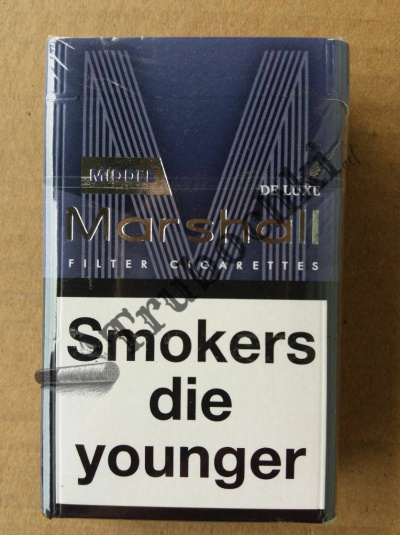 MIDDLE
DE LUXE
Marshall
FILTER CIGARETTES
Smokers
die
younger